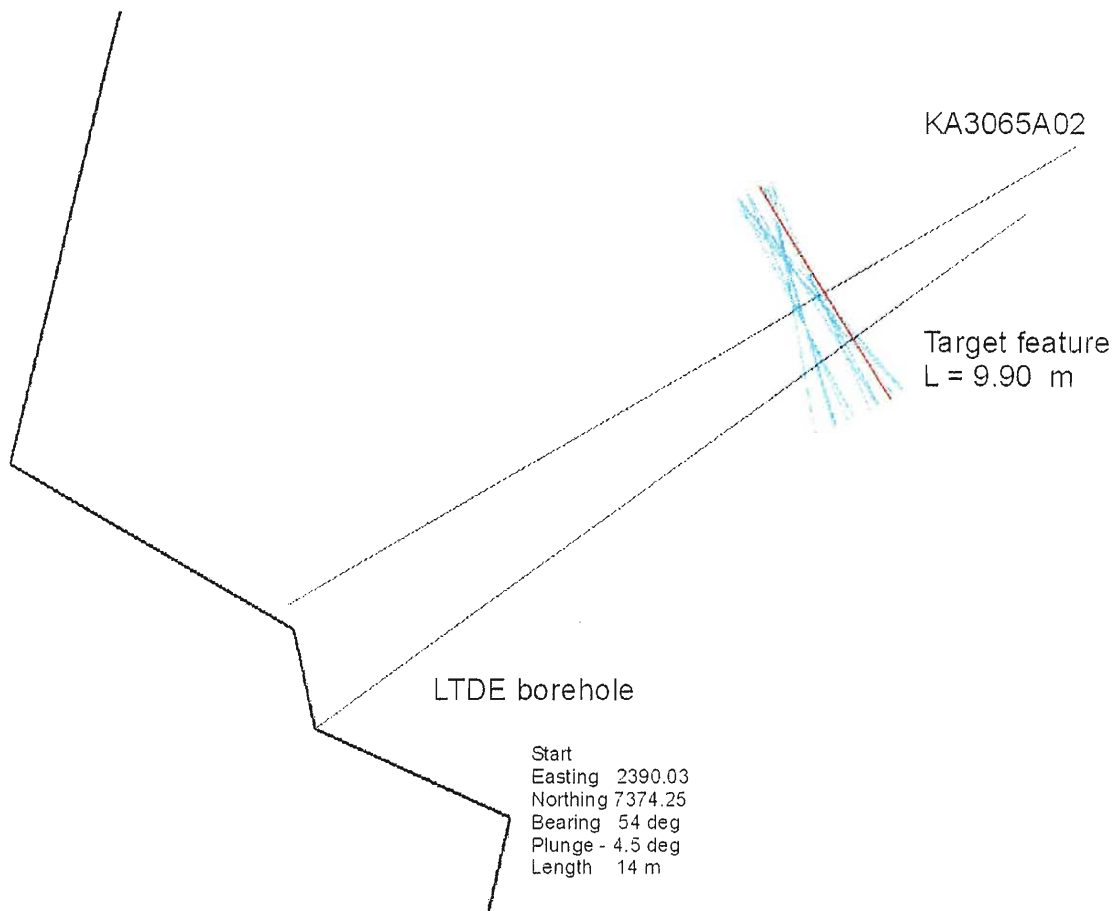 KA3065A02
Target feature
L = 9.90 m
LTDE borehole
Start
Easting 2390.03
Northing 7374.25
Bearing 54 deg
Plunge - 4.5 deg
Length 14 m